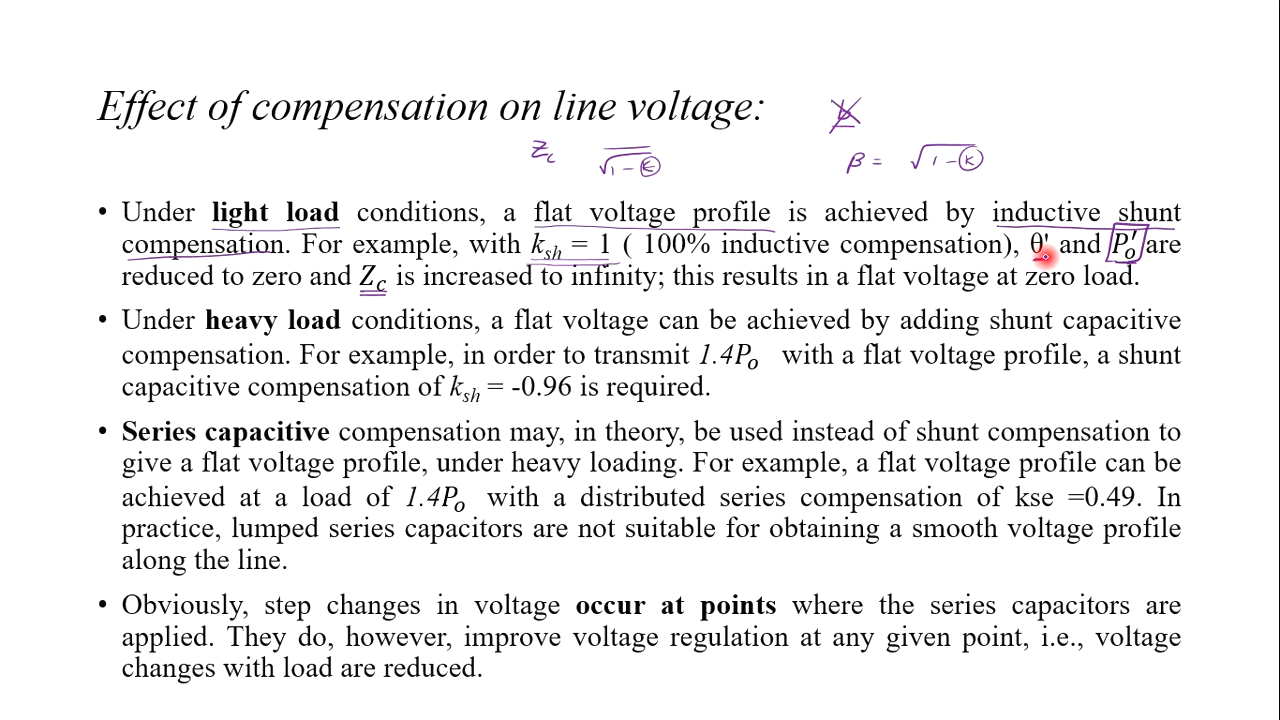 Effect of compensation on line voltage:
Zc √1-k β = √1-k
• Under light load conditions, a flat voltage profile is achieved by inductive shunt
compensation. For example, with ksh = 1 ( 100% inductive compensation), θ' and P'o are
reduced to zero and Zc is increased to infinity; this results in a flat voltage at zero load.
• Under heavy load conditions, a flat voltage can be achieved by adding shunt capacitive
compensation. For example, in order to transmit 1.4Po with a flat voltage profile, a shunt
capacitive compensation of ksh = -0.96 is required.
• Series capacitive compensation may, in theory, be used instead of shunt compensation to
give a flat voltage profile, under heavy loading. For example, a flat voltage profile can be
achieved at a load of 1.4Po with a distributed series compensation of kse =0.49. In
practice, lumped series capacitors are not suitable for obtaining a smooth voltage profile
along the line.
• Obviously, step changes in voltage occur at points where the series capacitors are
applied. They do, however, improve voltage regulation at any given point, i.e., voltage
changes with load are reduced.